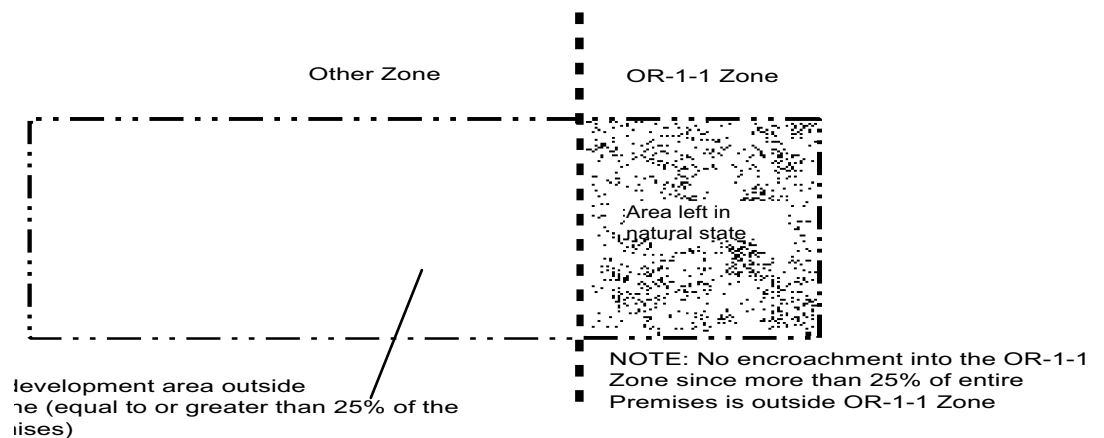 Other Zone
OR-1-1 Zone
Area left in
natural state
NOTE: No encroachment into the OR-1-1
Zone since more than 25% of entire
Premises is outside OR-1-1 Zone
development area outside
(equal to or greater than 25% of the